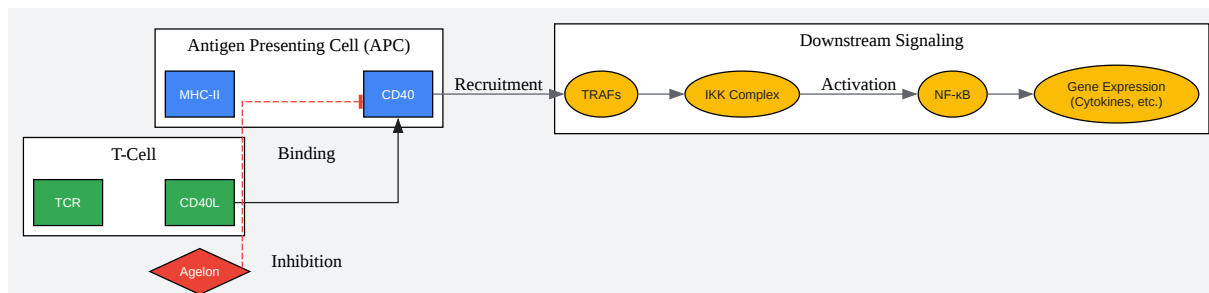 Antigen Presenting Cell (APC)
MHC-II
CD40
Recruitment
Downstream Signaling
TRAFs
IKK Complex
Activation
NF-κB
Gene Expression
(Cytokines, etc.)
T-Cell
Binding
TCR
CD40L
Agelon
Inhibition